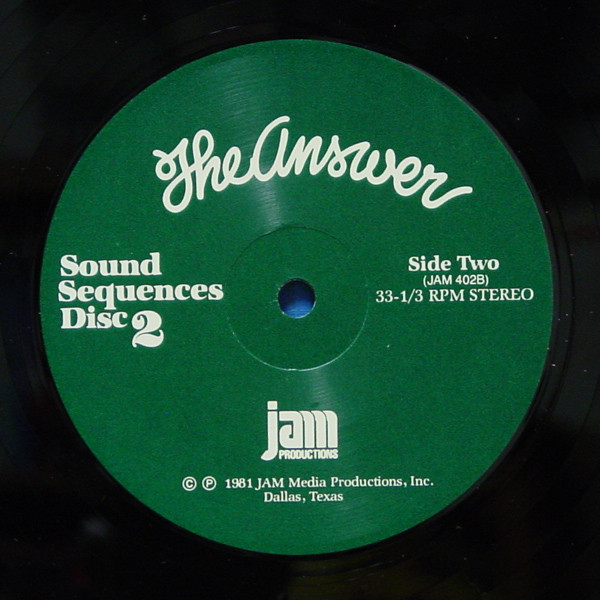 The Answer
Sound
Sequences
Disc 2
Side Two
(JAM 402B)
33-1/3 RPM STEREO
jam
PRODUCTIONS
© ℗ 1981 JAM Media Productions, Inc.
Dallas, Texas